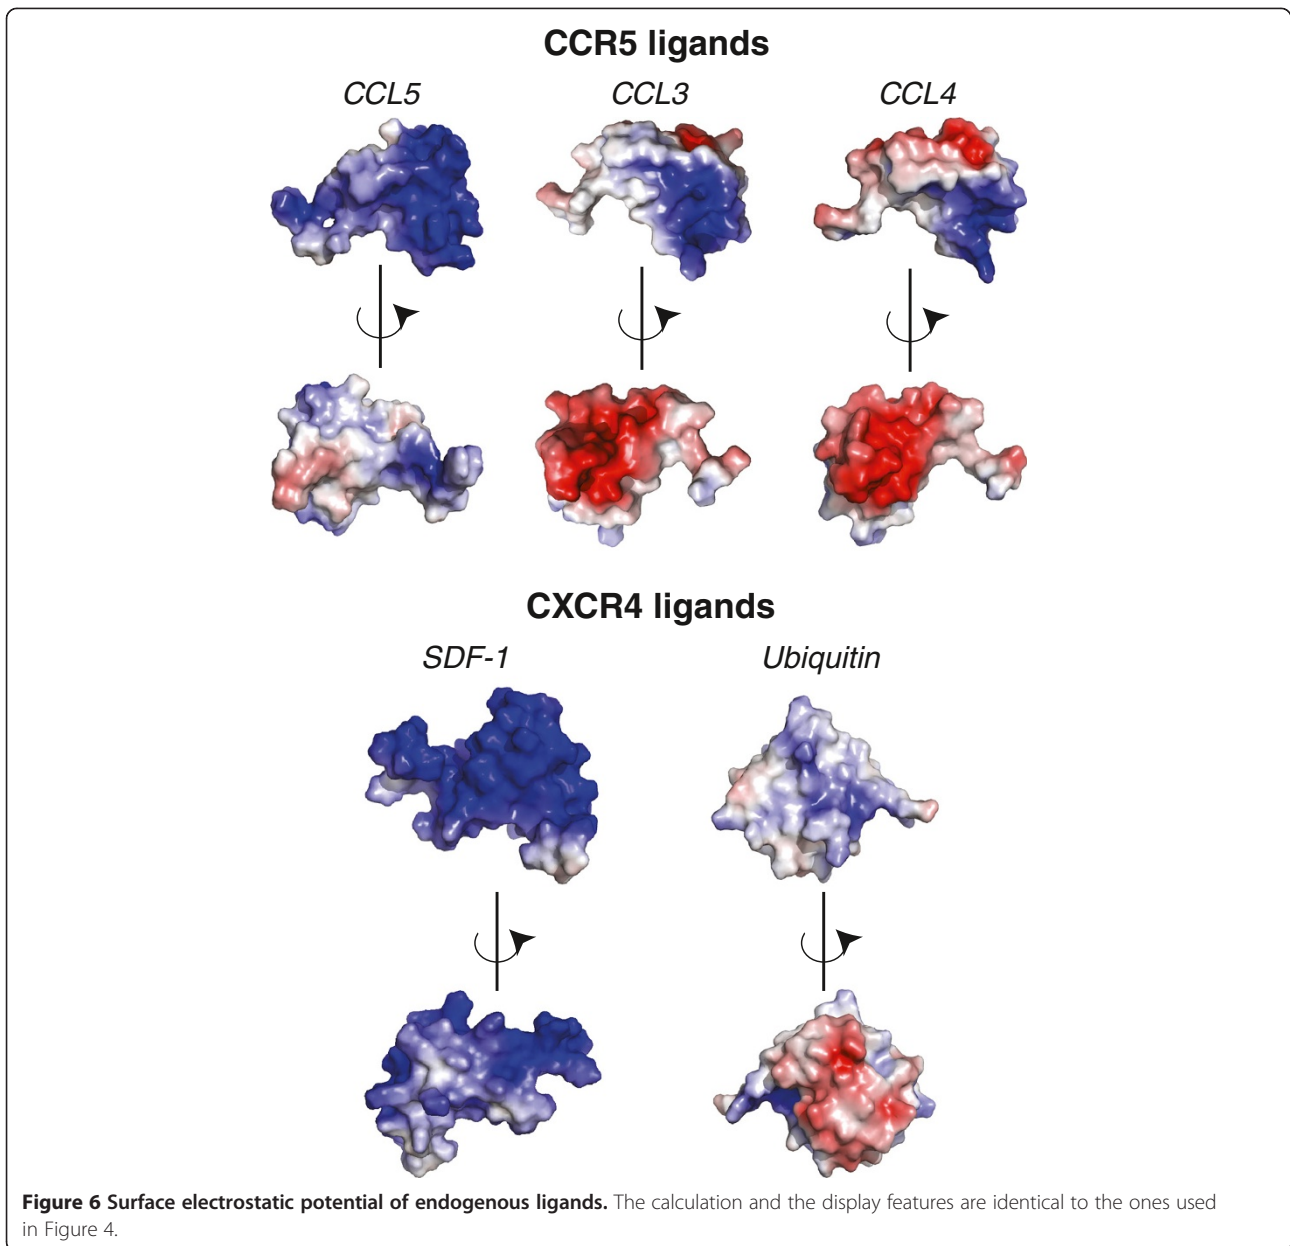 CCR5 ligands
CCL5 CCL3 CCL4
CXCR4 ligands
SDF-1 Ubiquitin
Figure 6 Surface electrostatic potential of endogenous ligands. The calculation and the display features are identical to the ones used
in Figure 4.